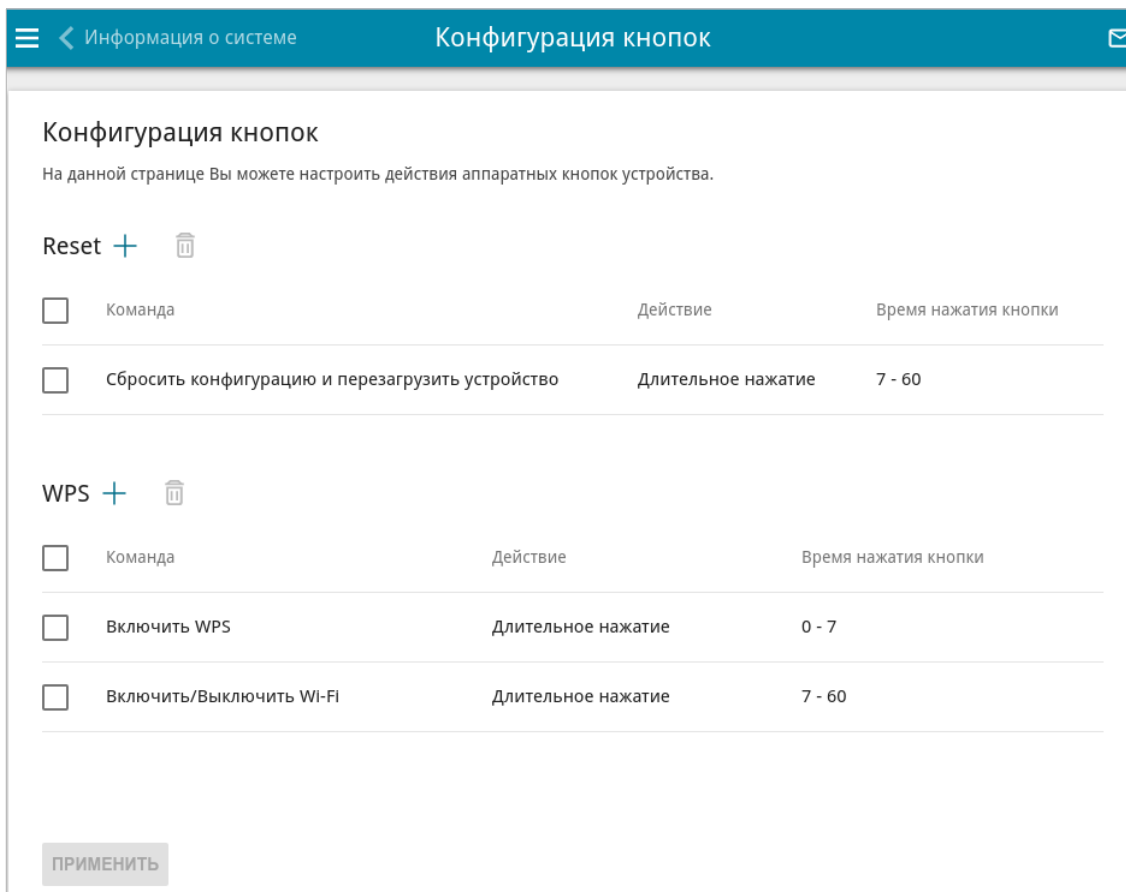 Информация о системе Конфигурация кнопок
Конфигурация кнопок
На данной странице Вы можете настроить действия аппаратных кнопок устройства.
Reset
Команда Действие Время нажатия кнопки
Сбросить конфигурацию и перезагрузить устройство Длительное нажатие 7 - 60
WPS
Команда Действие Время нажатия кнопки
Включить WPS Длительное нажатие 0 - 7
Включить/Выключить Wi-Fi Длительное нажатие 7 - 60
ПРИМЕНИТЬ